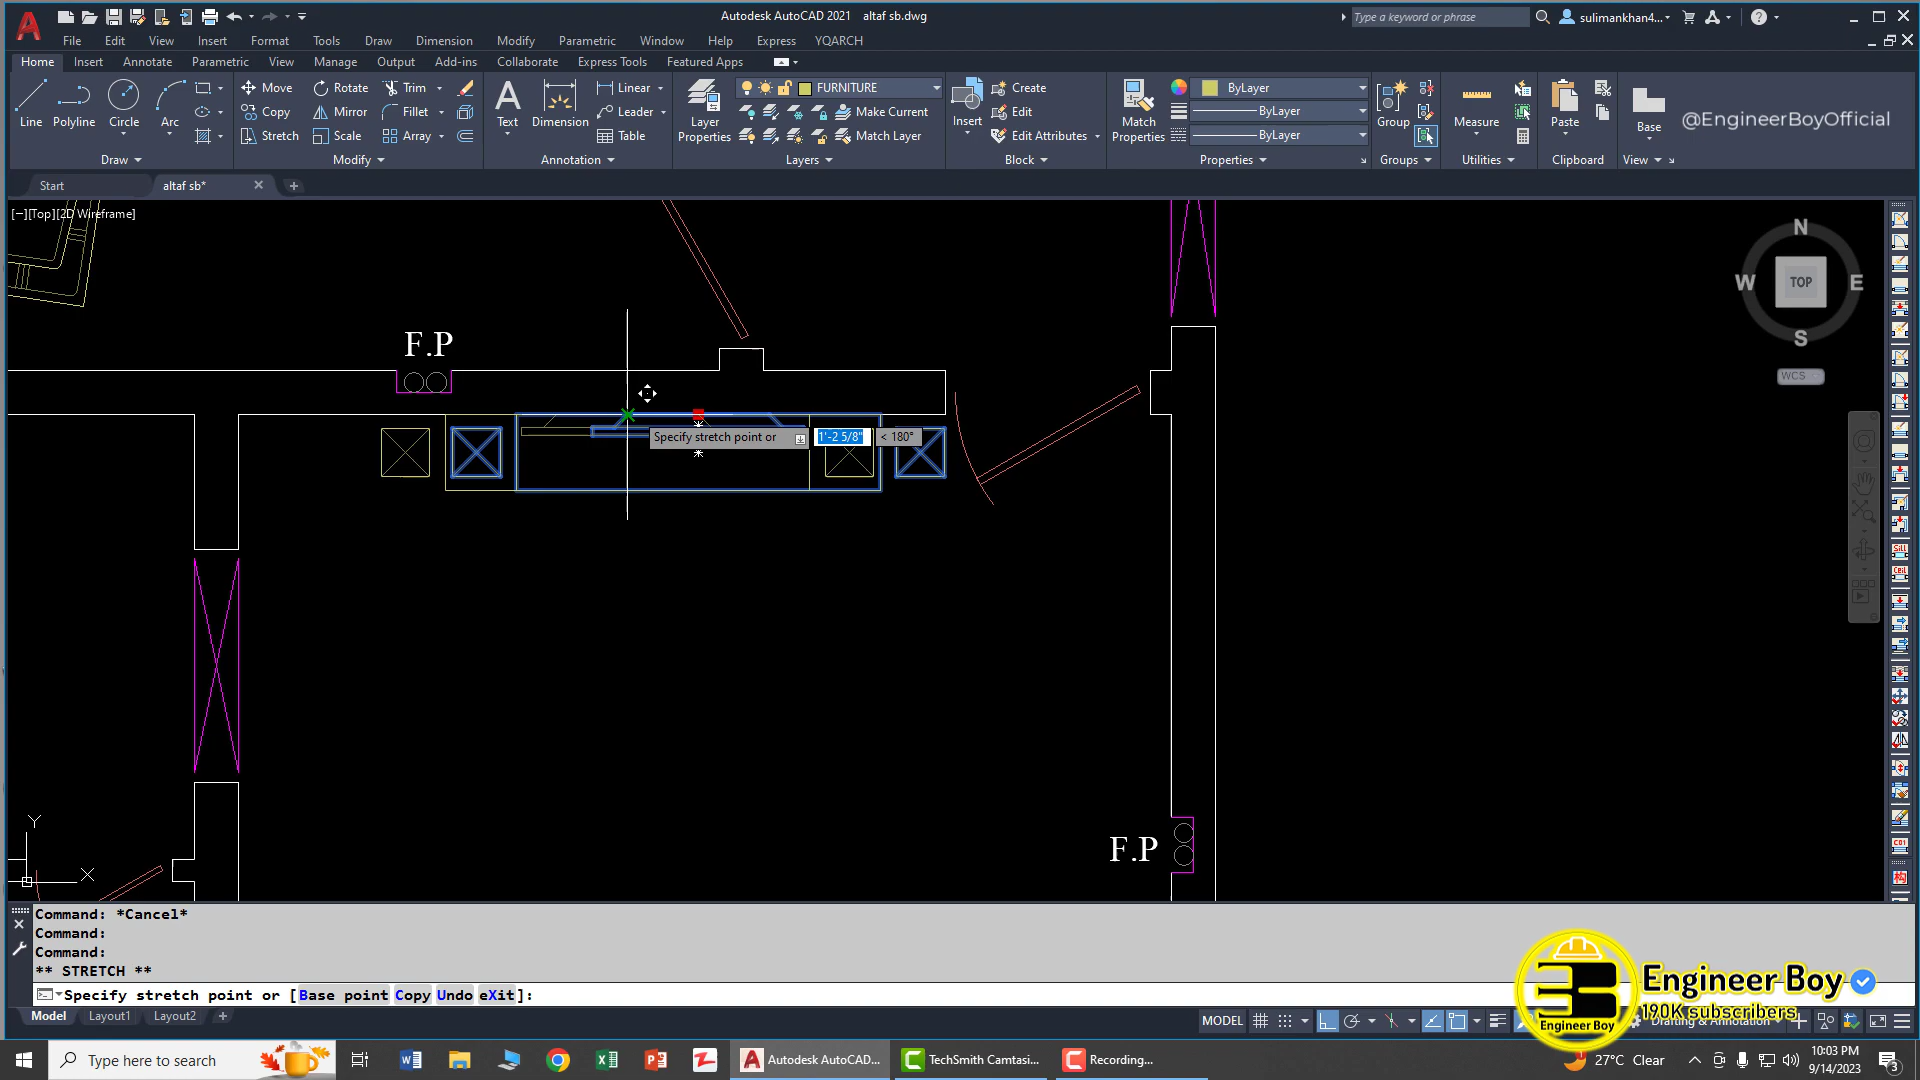 Autodesk AutoCAD 2021   altaf sb.dwg
Type a keyword or phrase
sulimankhan4...
File Edit View Insert Format Tools Draw Dimension Modify Parametric Window Help Express YQARCH
Home Insert Annotate Parametric View Manage Output Add-ins Collaborate Express Tools Featured Apps
Line
Polyline
Circle
Arc
Move
Rotate
Trim
Copy
Mirror
Fillet
Stretch
Scale
Array
Text
Dimension
Linear
Leader
Table
Layer
Properties
FURNITURE
Make Current
Match Layer
Insert
Create
Edit
Edit Attributes
Match
Properties
ByLayer
ByLayer
ByLayer
Group
Measure
Paste
Base
@EngineerBoyOfficial
Draw
Modify
Annotation
Layers
Block
Properties
Groups
Utilities
Clipboard
View
Start
altaf sb*
[−][Top][2D Wireframe]
N
W
TOP
E
S
WCS
F.P
Specify stretch point or
1'-2 5/8"
< 180°
F.P
Y
X
Command: *Cancel*
Command:
Command:
** STRETCH **
Specify stretch point or [Base point Copy Undo eXit]:
Engineer Boy
190K subscribers
Engineer Boy
Model Layout1 Layout2
MODEL
Drafting & Annotation
Type here to search
Autodesk AutoCAD...
TechSmith Camtasi...
Recording...
27°C Clear
10:03 PM
9/14/2023
3